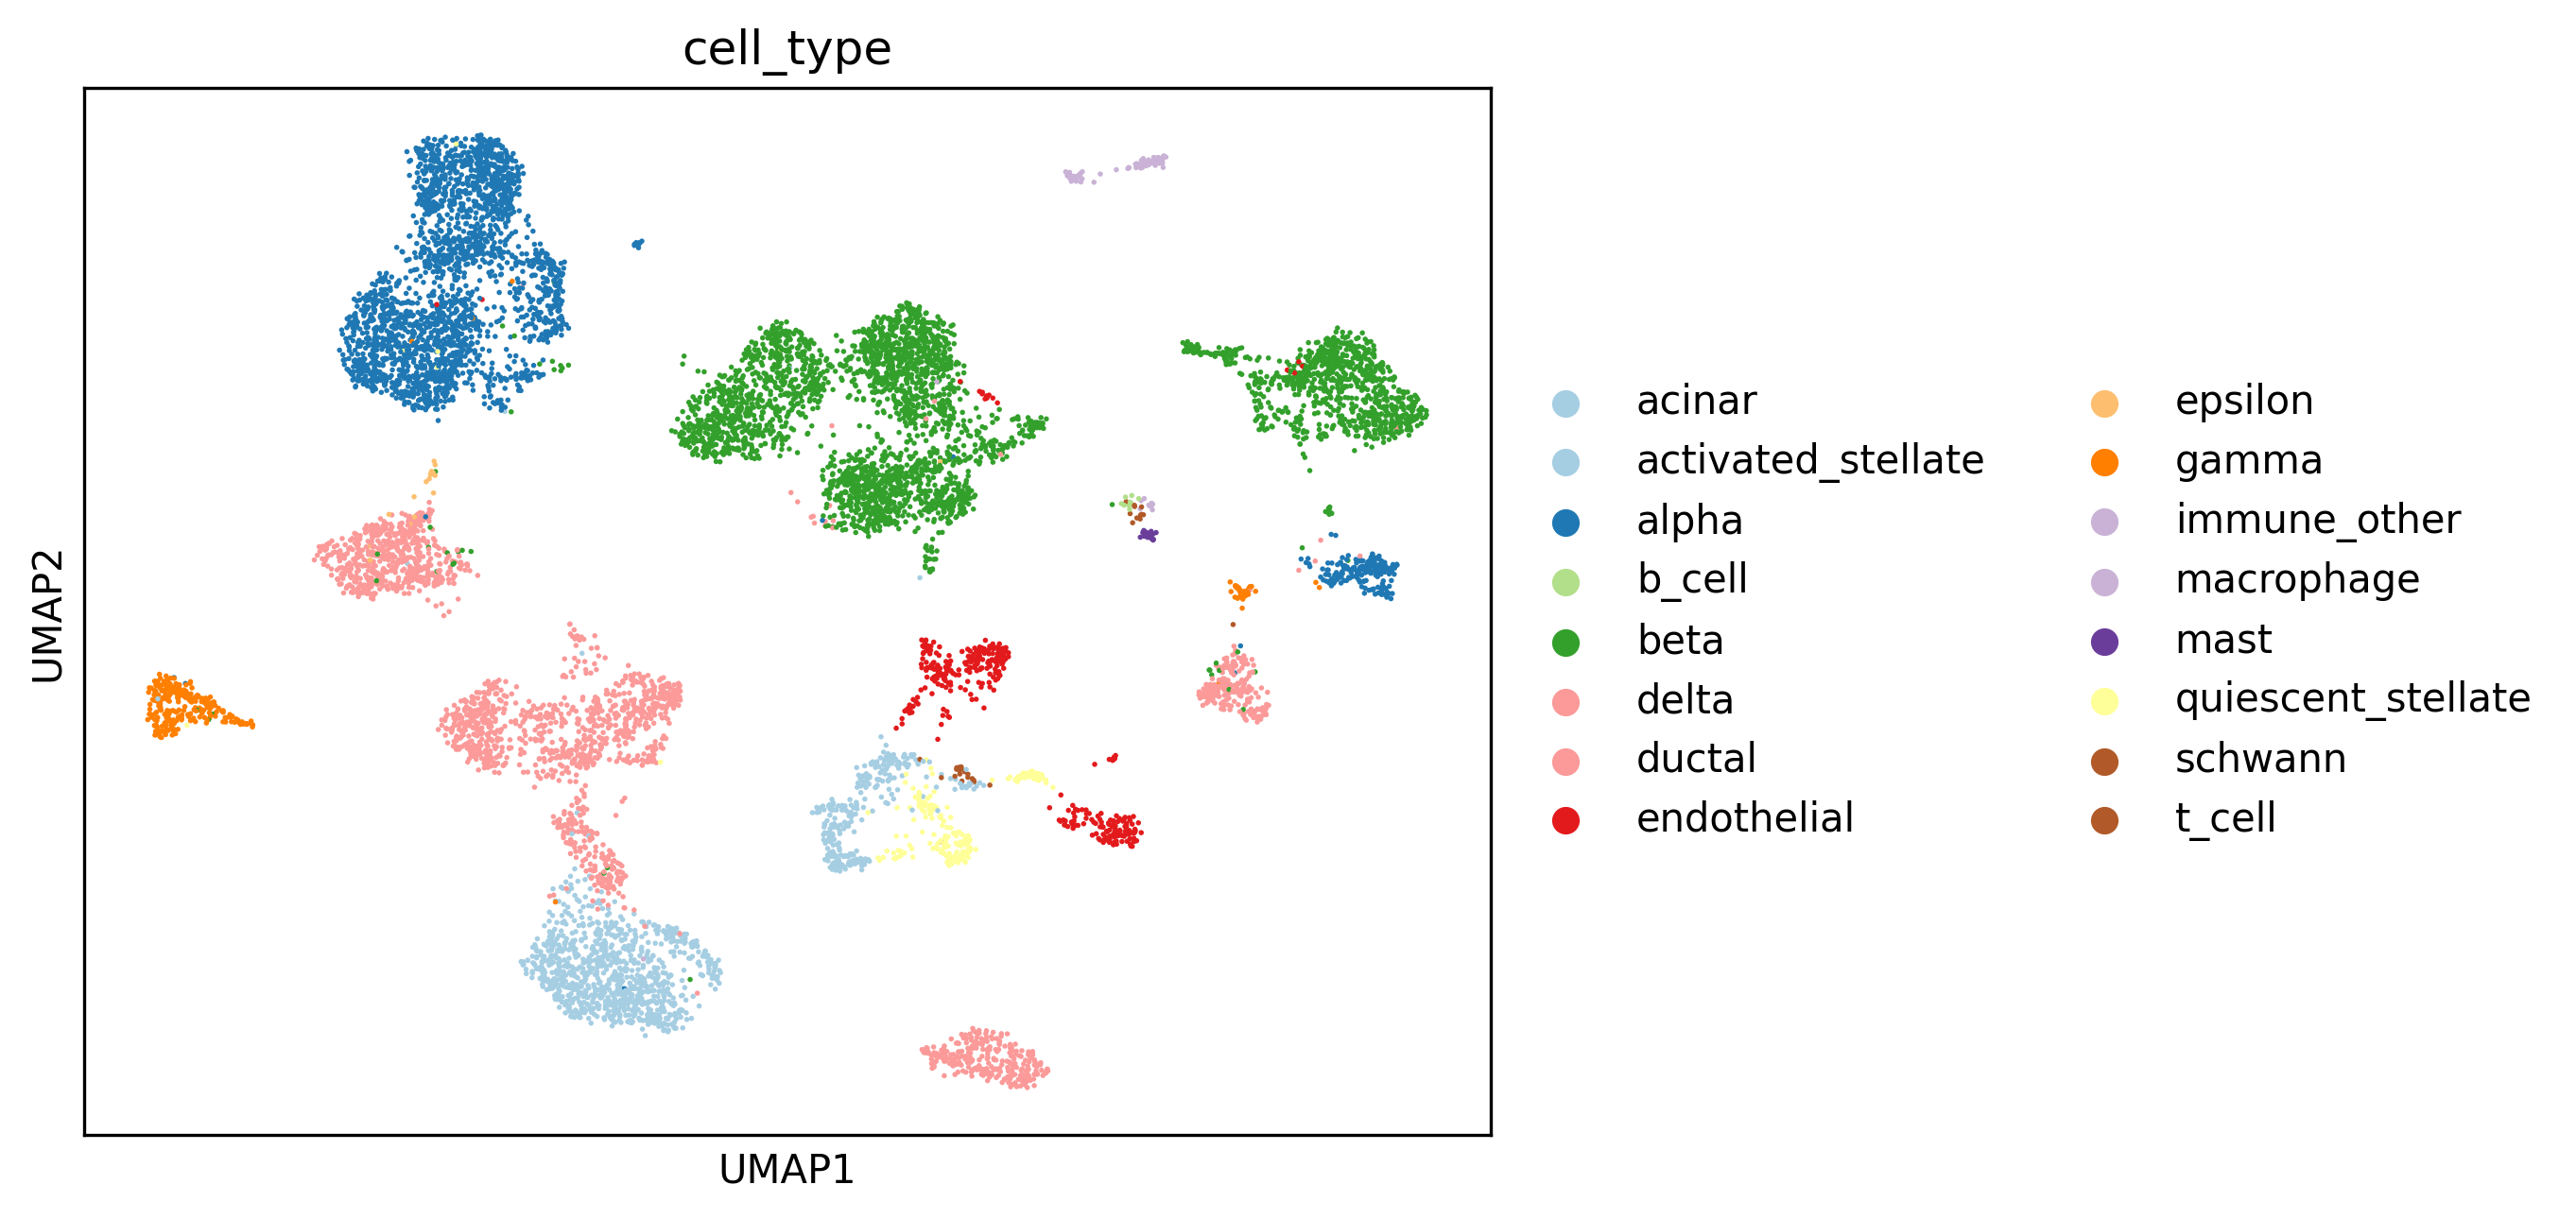 cell_type
UMAP2
UMAP1
acinar
activated_stellate
alpha
b_cell
beta
delta
ductal
endothelial
epsilon
gamma
immune_other
macrophage
mast
quiescent_stellate
schwann
t_cell